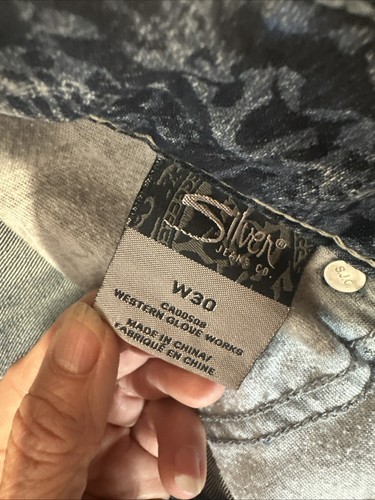 Silver®
JEANS CO.
W30
CA00508
WESTERN GLOVE WORKS
MADE IN CHINA/
FABRIQUÉ EN CHINE
SJC